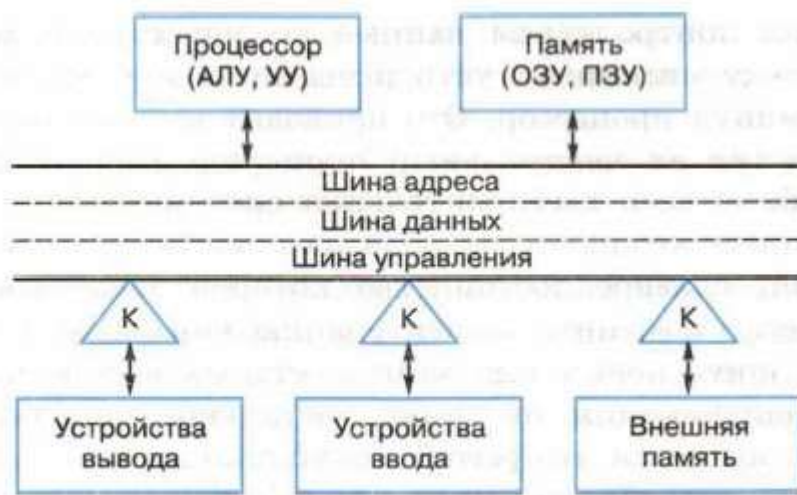 Процессор
(АЛУ, УУ)
Память
(ОЗУ, ПЗУ)
Шина адреса
Шина данных
Шина управления
К
К
К
Устройства
вывода
Устройства
ввода
Внешняя
память